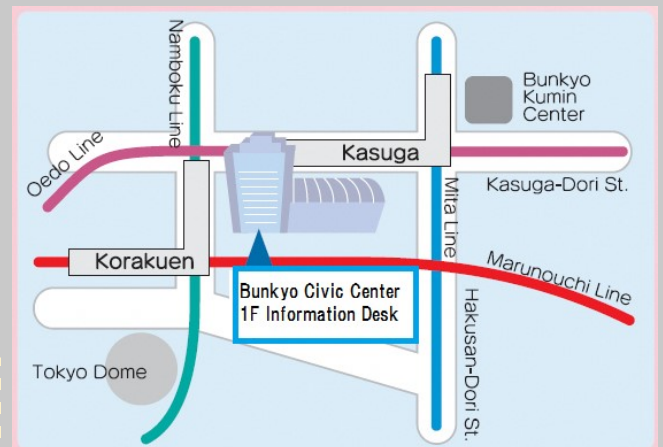 Namboku Line
Bunkyo
Kumin
Center
Oedo Line
Kasuga
Kasuga-Dori St.
Mita Line
Korakuen
Marunouchi Line
Bunkyo Civic Center
1F Information Desk
Hakusan-Dori St.
Tokyo Dome